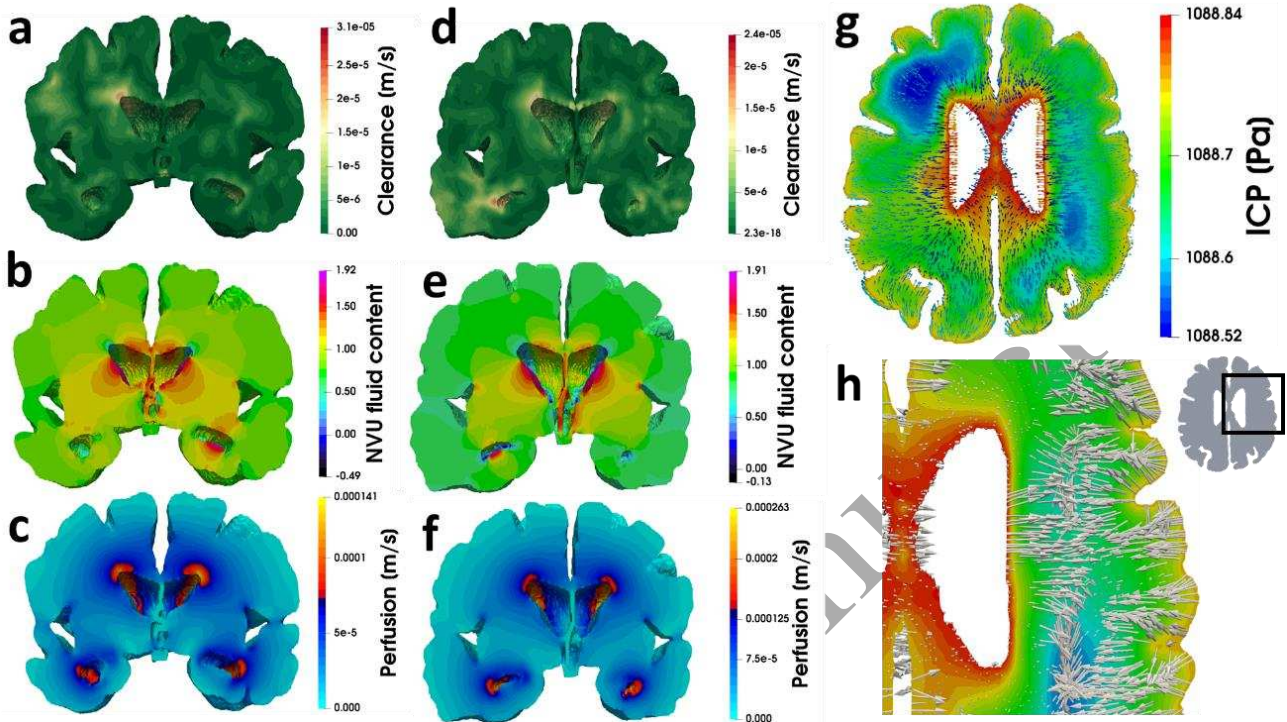 a
3.1e-05
2.5e-5
2e-5
1.5e-5
1e-5
5e-6
0.00
Clearance (m/s)
d
2.4e-05
2e-5
1.5e-5
1e-5
5e-6
2.3e-18
Clearance (m/s)
g
1088.84
1088.7
1088.6
1088.52
ICP (Pa)
b
1.92
1.50
1.00
0.50
0.00
-0.49
NVU fluid content
e
1.91
1.50
1.00
0.50
0.00
-0.13
NVU fluid content
h
c
0.000141
0.0001
5e-5
0.000
Perfusion (m/s)
f
0.000263
0.0002
0.000125
7.5e-5
0.000
Perfusion (m/s)